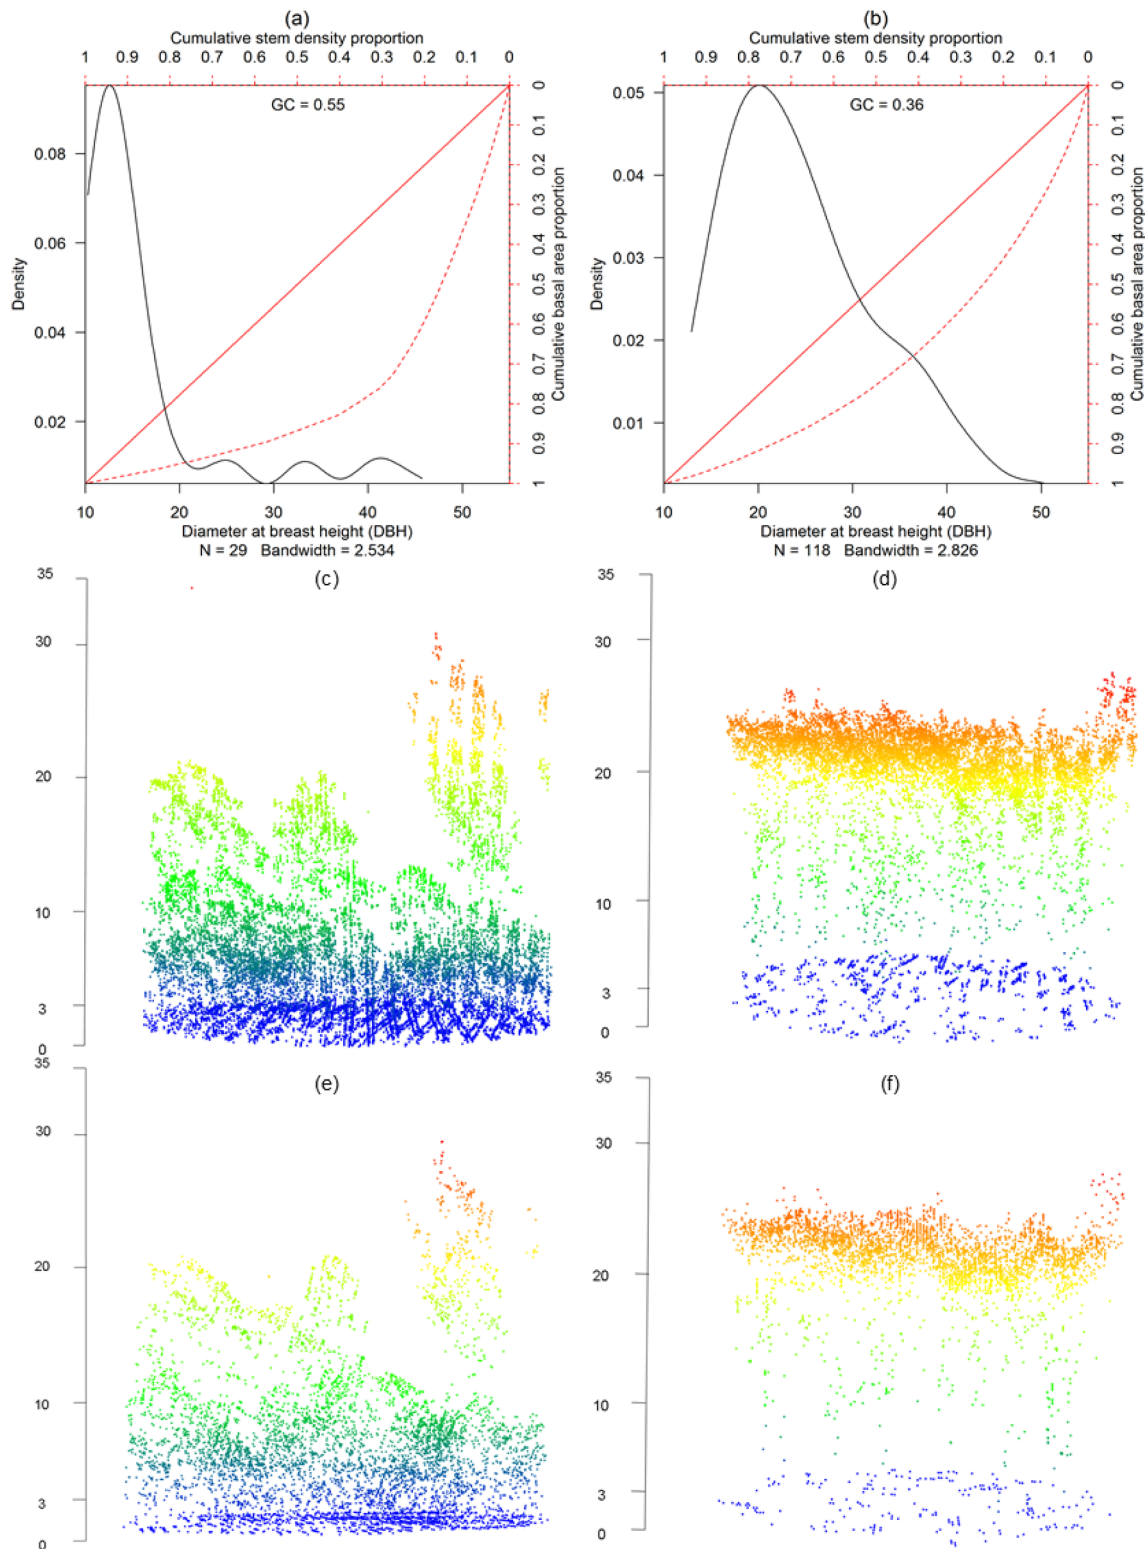 (a)
Cumulative stem density proportion
1 0.9 0.8 0.7 0.6 0.5 0.4 0.3 0.2 0.1 0
GC = 0.55
0.08
0.06
0.04
0.02
Density
0 0.1 0.2 0.3 0.4 0.5 0.6 0.7 0.8 0.9 1
Cumulative basal area proportion
10 20 30 40 50
Diameter at breast height (DBH)
N = 29 Bandwidth = 2.534
(b)
Cumulative stem density proportion
1 0.9 0.8 0.7 0.6 0.5 0.4 0.3 0.2 0.1 0
GC = 0.36
0.05
0.04
0.03
0.02
0.01
Density
0 0.1 0.2 0.3 0.4 0.5 0.6 0.7 0.8 0.9 1
Cumulative basal area proportion
10 20 30 40 50
Diameter at breast height (DBH)
N = 118 Bandwidth = 2.826
(c)
35
30
20
10
3
0
(d)
35
30
20
10
3
0
(e)
35
30
20
10
3
0
(f)
35
30
20
10
3
0